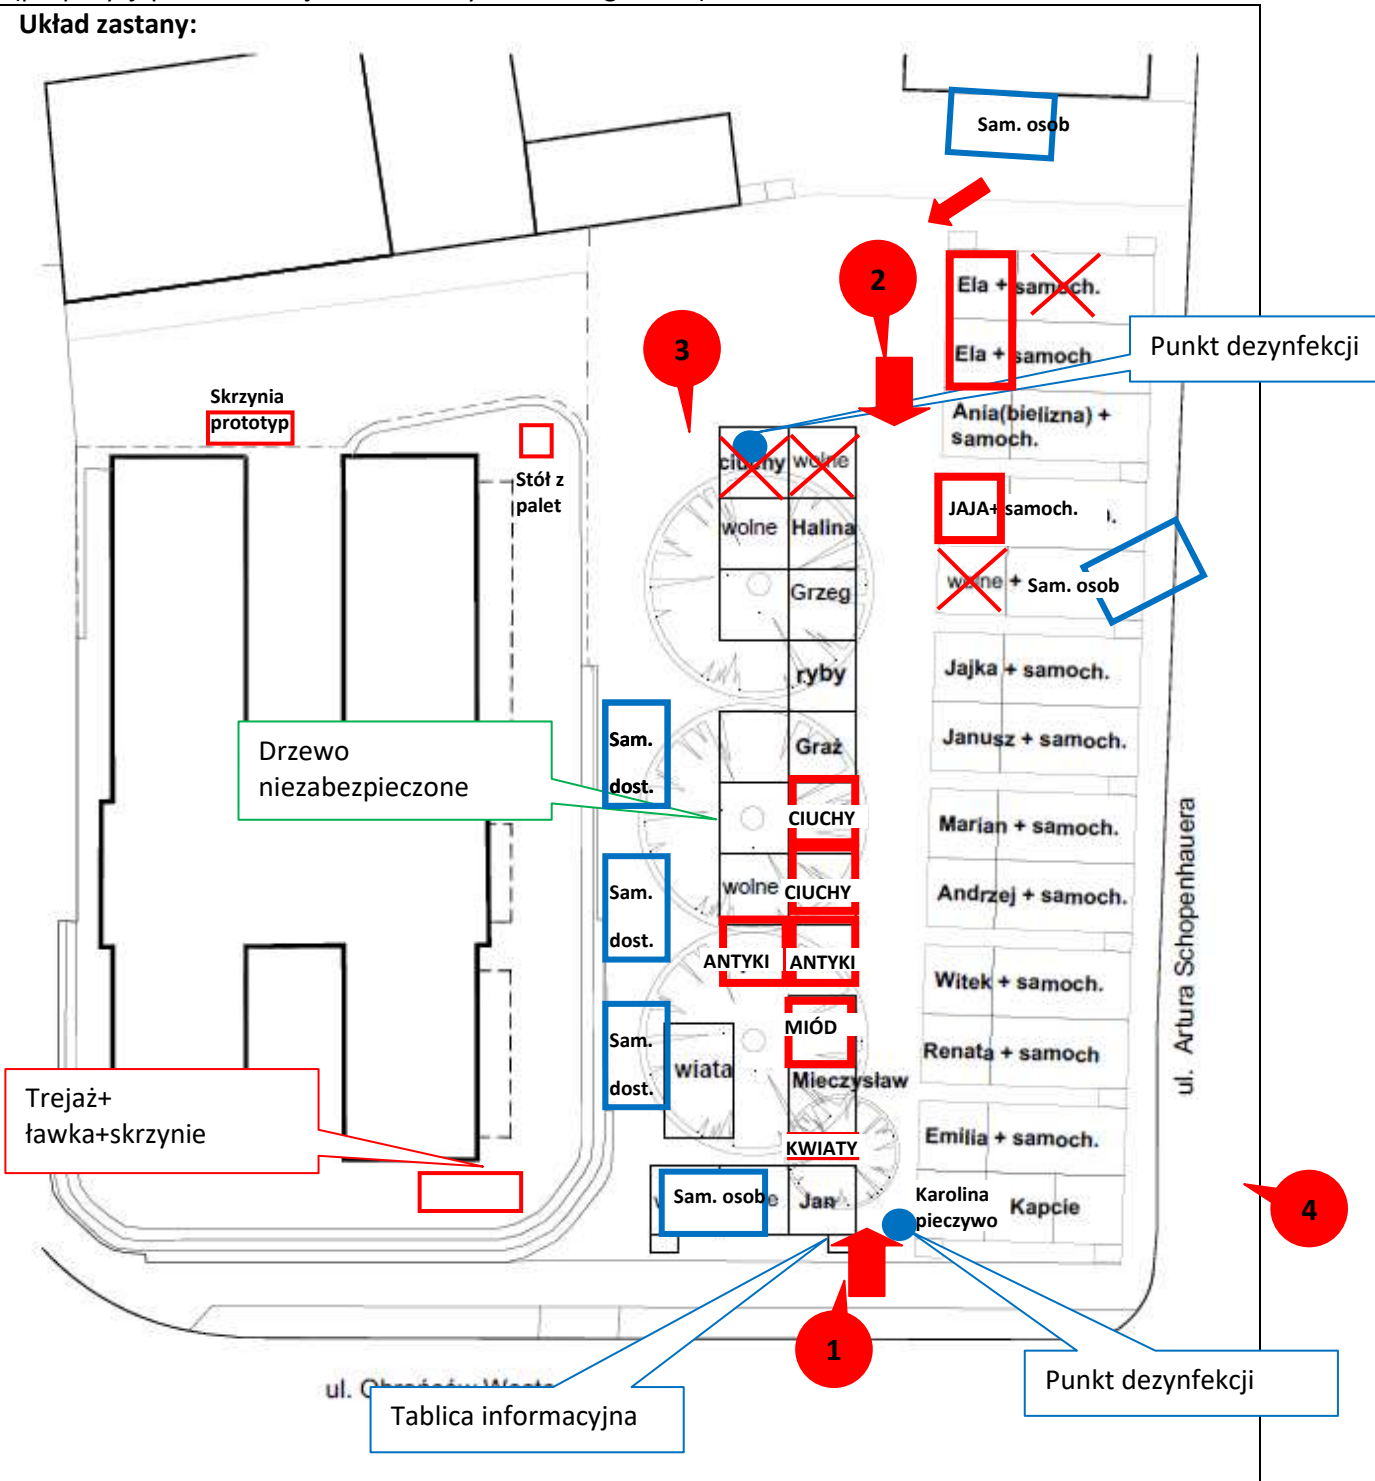 Układ zastany:
Sam. osob
2
Ela + samoch.
3
Ela + samoch
Punkt dezynfekcji
Skrzynia
prototyp
Ania(bielizna) +
samoch.
ciuchy wolne
Stół z
palet
wolne Halina
JAJA+ samoch.
Grzeg
wolne + Sam. osob
ryby
Jajka + samoch.
Sam.
dost.
Graż
Janusz + samoch.
Drzewo
niezabezpieczone
CIUCHY
Marian + samoch.
Sam.
dost.
wolne CIUCHY
Andrzej + samoch.
ANTYKI ANTYKI
Witek + samoch.
ul. Artura Schopenhauera
Sam.
dost.
MIÓD
wiata
Renata + samoch
Mieczysław
Trejaż+
ławka+skrzynie
KWIATY
Emilia + samoch.
Sam. osob
Jan
Karolina
pieczywo
Kapcie
4
1
ul.
Tablica informacyjna
Punkt dezynfekcji